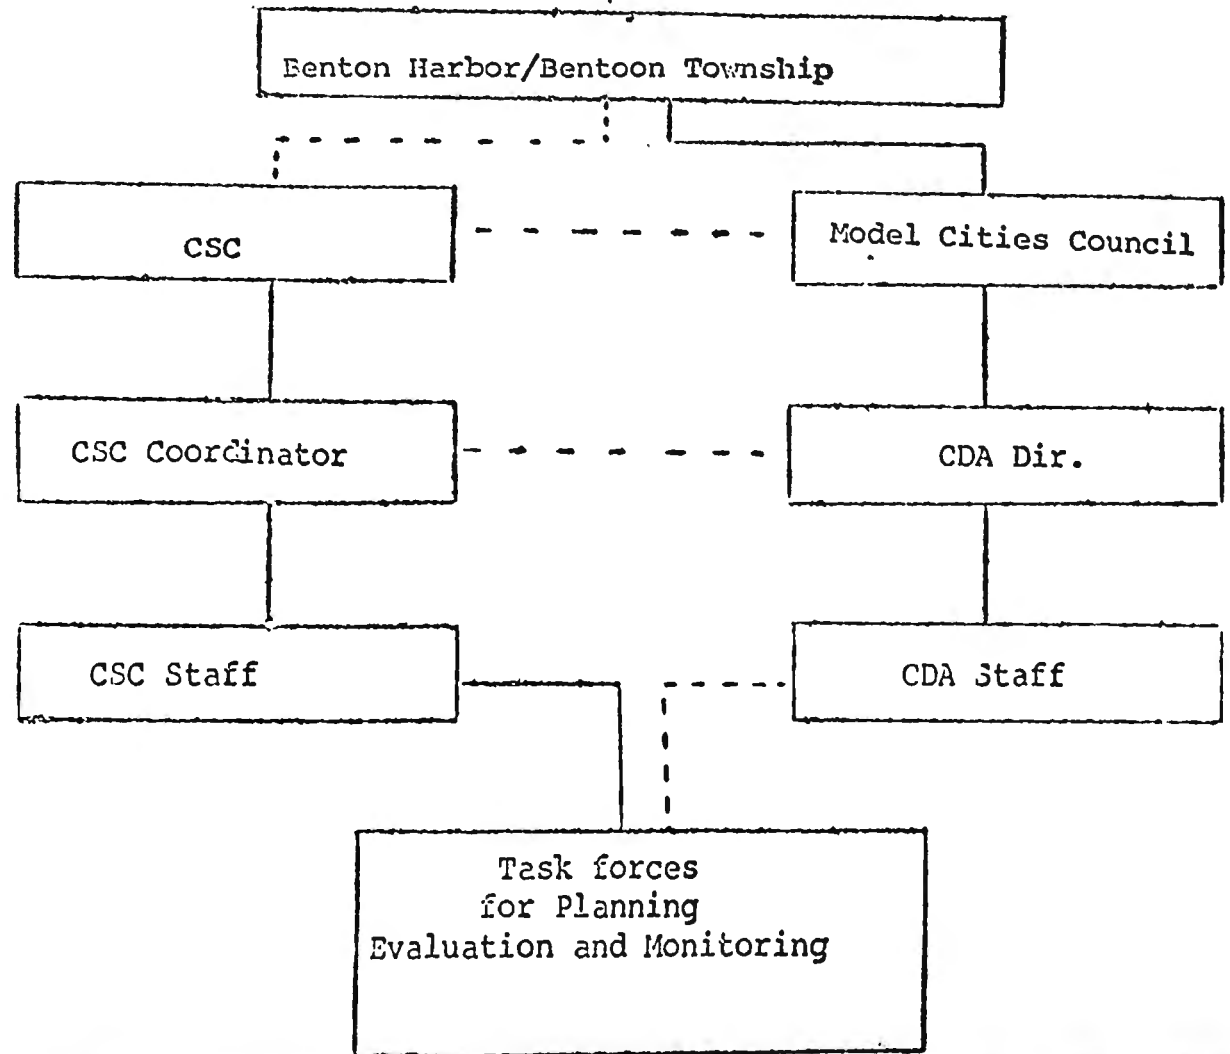 Benton Harbor/Bentoon Township
CSC
Model Cities Council
CSC Coordinator
CDA Dir.
CSC Staff
CDA Staff
Task forces
for Planning
Evaluation and Monitoring